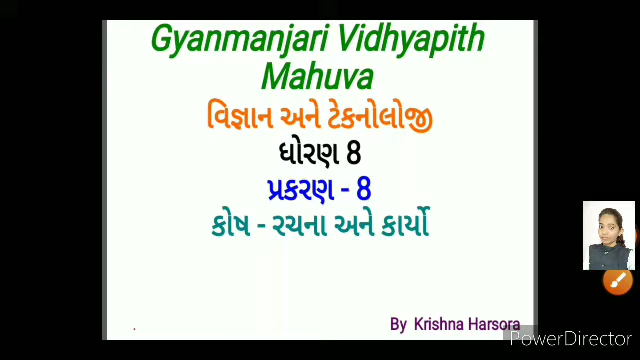 Gyanmanjari Vidhyapith
Mahuva
વિજ્ઞાન અને ટેકનોલોજી
ધોરણ 8
પ્રકરણ - 8
કોષ - રચના અને કાર્યો
By Krishna Harsora
PowerDirector